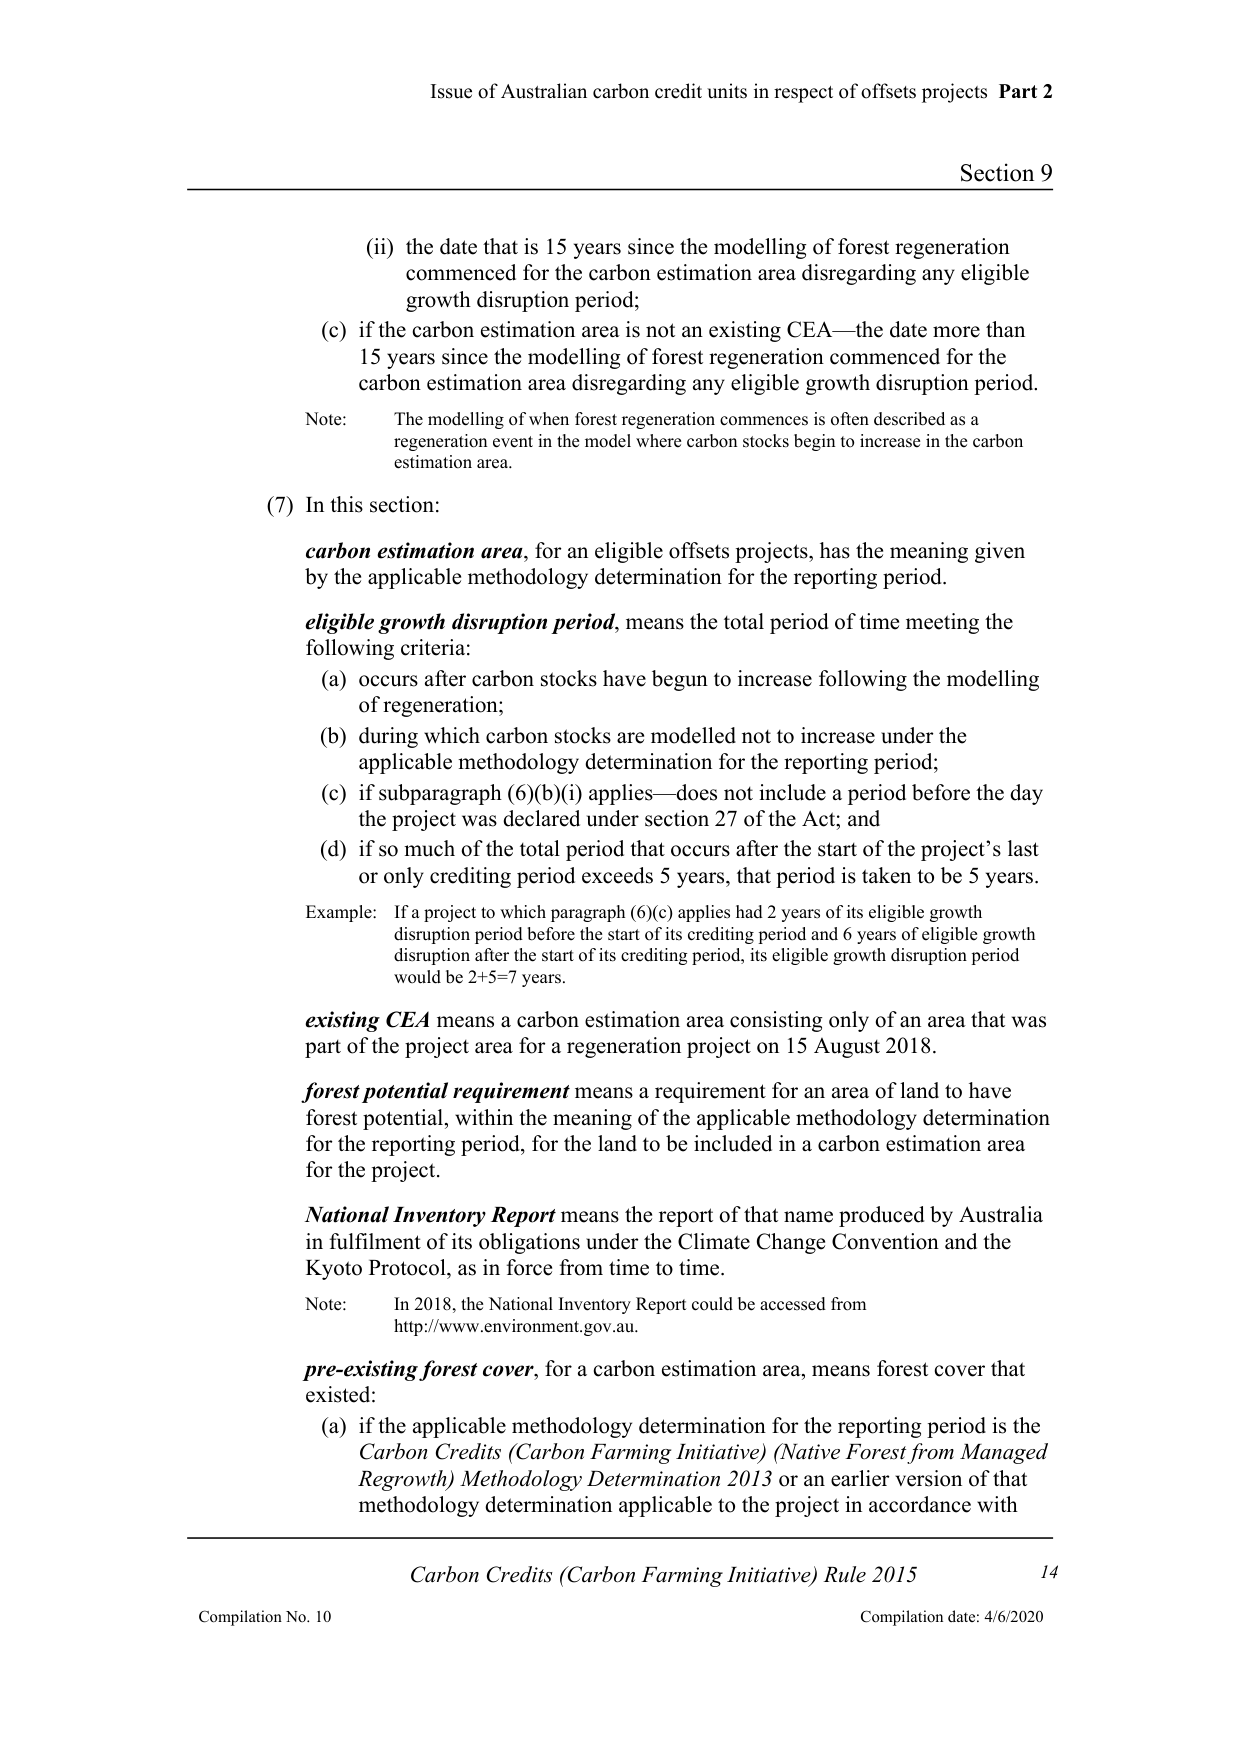 Issue of Australian carbon credit units in respect of offsets projects Part 2
Section 9
(ii) the date that is 15 years since the modelling of forest regeneration
commenced for the carbon estimation area disregarding any eligible
growth disruption period;
(c) if the carbon estimation area is not an existing CEA—the date more than
15 years since the modelling of forest regeneration commenced for the
carbon estimation area disregarding any eligible growth disruption period.
Note: The modelling of when forest regeneration commences is often described as a
regeneration event in the model where carbon stocks begin to increase in the carbon
estimation area.
(7) In this section:
carbon estimation area, for an eligible offsets projects, has the meaning given
by the applicable methodology determination for the reporting period.
eligible growth disruption period, means the total period of time meeting the
following criteria:
(a) occurs after carbon stocks have begun to increase following the modelling
of regeneration;
(b) during which carbon stocks are modelled not to increase under the
applicable methodology determination for the reporting period;
(c) if subparagraph (6)(b)(i) applies—does not include a period before the day
the project was declared under section 27 of the Act; and
(d) if so much of the total period that occurs after the start of the project’s last
or only crediting period exceeds 5 years, that period is taken to be 5 years.
Example: If a project to which paragraph (6)(c) applies had 2 years of its eligible growth
disruption period before the start of its crediting period and 6 years of eligible growth
disruption after the start of its crediting period, its eligible growth disruption period
would be 2+5=7 years.
existing CEA means a carbon estimation area consisting only of an area that was
part of the project area for a regeneration project on 15 August 2018.
forest potential requirement means a requirement for an area of land to have
forest potential, within the meaning of the applicable methodology determination
for the reporting period, for the land to be included in a carbon estimation area
for the project.
National Inventory Report means the report of that name produced by Australia
in fulfilment of its obligations under the Climate Change Convention and the
Kyoto Protocol, as in force from time to time.
Note: In 2018, the National Inventory Report could be accessed from
http://www.environment.gov.au.
pre-existing forest cover, for a carbon estimation area, means forest cover that
existed:
(a) if the applicable methodology determination for the reporting period is the
Carbon Credits (Carbon Farming Initiative) (Native Forest from Managed
Regrowth) Methodology Determination 2013 or an earlier version of that
methodology determination applicable to the project in accordance with
Carbon Credits (Carbon Farming Initiative) Rule 2015 14
Compilation No. 10 Compilation date: 4/6/2020